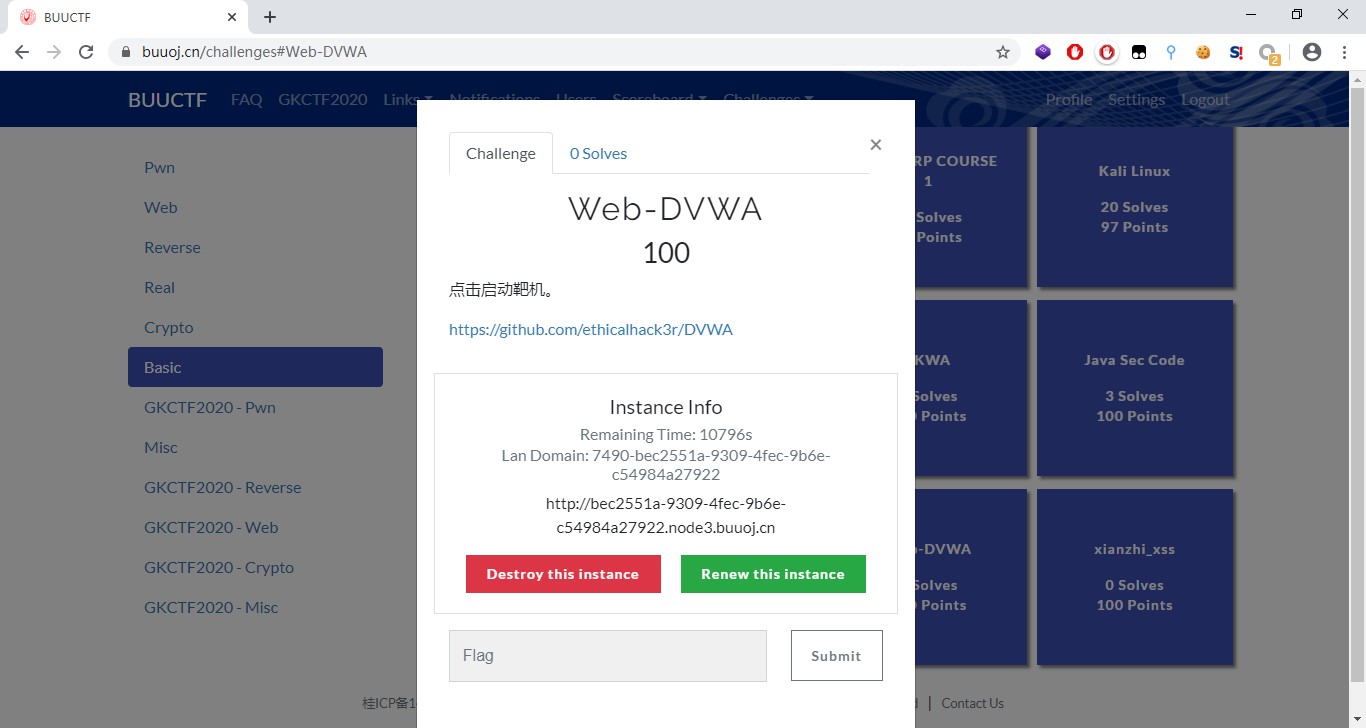 BUUCTF
buuoj.cn/challenges#Web-DVWA
2
BUUCTF FAQ GKCTF2020 Links Notifications Users Scoreboard Challenges Profile Settings Logout
Pwn
Web
Reverse
Real
Crypto
Basic
GKCTF2020 - Pwn
Misc
GKCTF2020 - Reverse
GKCTF2020 - Web
GKCTF2020 - Crypto
GKCTF2020 - Misc
Challenge 0 Solves ×
Web-DVWA
100
点击启动靶机。
https://github.com/ethicalhack3r/DVWA
Instance Info
Remaining Time: 10796s
Lan Domain: 7490-bec2551a-9309-4fec-9b6e-
c54984a27922
http://bec2551a-9309-4fec-9b6e-
c54984a27922.node3.buuoj.cn
Destroy this instance Renew this instance
Flag Submit
RP COURSE
1
Solves
Points
Kali Linux
20 Solves
97 Points
KWA
Solves
Points
Java Sec Code
3 Solves
100 Points
-DVWA
Solves
Points
xianzhi_xss
0 Solves
100 Points
桂ICP备1
| Contact Us